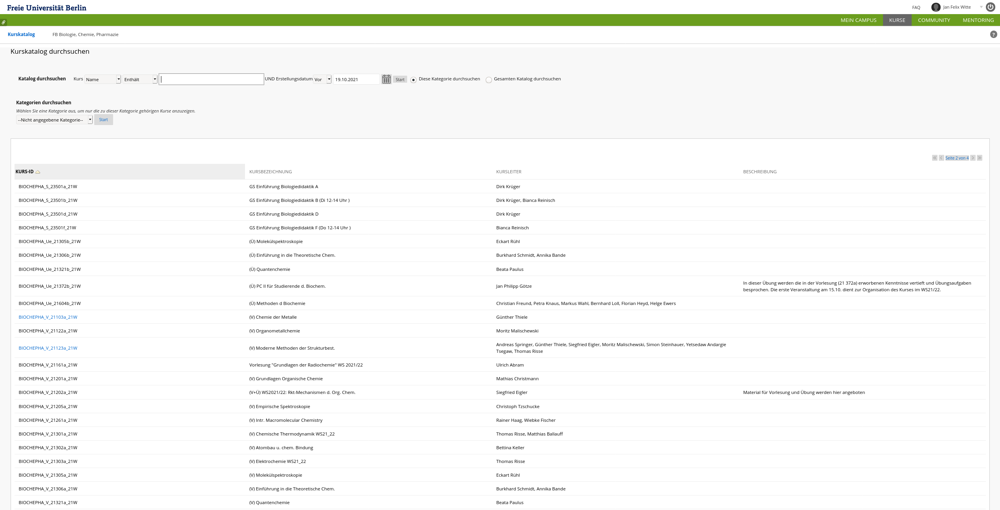 Freie Universität Berlin
FAQ Jan Felix Witte
MEIN CAMPUS KURSE COMMUNITY MENTORING
Kurskatalog FB Biologie, Chemie, Pharmazie ?
Kurskatalog durchsuchen
Katalog durchsuchen Kurs Name Enthält UND Erstellungsdatum Vor 19.10.2021 Start Diese Kategorie durchsuchen Gesamten Katalog durchsuchen
Kategorien durchsuchen
Wählen Sie eine Kategorie aus, um nur die zu dieser Kategorie gehörigen Kurse anzuzeigen.
--Nicht angegebene Kategorie-- Start
Seite 2 von 4
KURS-ID KURSBEZEICHNUNG KURSLEITER BESCHREIBUNG
BIOCHEPHA_S_23501a_21W GS Einführung Biologiedidaktik A Dirk Krüger
BIOCHEPHA_S_23501b_21W GS Einführung Biologiedidaktik B (Di 12-14 Uhr ) Dirk Krüger, Bianca Reinisch
BIOCHEPHA_S_23501d_21W GS Einführung Biologiedidaktik D Dirk Krüger
BIOCHEPHA_S_23501f_21W GS Einführung Biologiedidaktik F (Do 12-14 Uhr ) Bianca Reinisch
BIOCHEPHA_Ue_21305b_21W (Ü) Molekülspektroskopie Eckart Rühl
BIOCHEPHA_Ue_21306b_21W (Ü) Einführung in die Theoretische Chem. Burkhard Schmidt, Annika Bande
BIOCHEPHA_Ue_21321b_21W (Ü) Quantenchemie Beata Paulus
BIOCHEPHA_Ue_21372b_21W (Ü) PC II für Studierende d. Biochem. Jan Philipp Götze In dieser Übung werden die in der Vorlesung (21 372a) erworbenen Kenntnisse vertieft und Übungsaufgaben
besprochen. Die erste Veranstaltung am 15.10. dient zur Organisation des Kurses im WS21/22.
BIOCHEPHA_Ue_21604b_21W (Ü) Methoden d Biochemie Christian Freund, Petra Knaus, Markus Wahl, Bernhard Loll, Florian Heyd, Helge Ewers
BIOCHEPHA_V_21103a_21W (V) Chemie der Metalle Günther Thiele
BIOCHEPHA_V_21122a_21W (V) Organometallchemie Moritz Malischewski
BIOCHEPHA_V_21123a_21W (V) Moderne Methoden der Strukturbest. Andreas Springer, Günther Thiele, Siegfried Eigler, Moritz Malischewski, Simon Steinhauer, Yetsedaw Andargie
Tsegaw, Thomas Risse
BIOCHEPHA_V_21161a_21W Vorlesung "Grundlagen der Radiochemie" WS 2021/22 Ulrich Abram
BIOCHEPHA_V_21201a_21W (V) Grundlagen Organische Chemie Mathias Christmann
BIOCHEPHA_V_21202a_21W (V+Ü) WS2021/22: Rkt-Mechanismen d. Org. Chem. Siegfried Eigler Material für Vorlesung und Übung werden hier angeboten
BIOCHEPHA_V_21205a_21W (V) Empirische Spektroskopie Christoph Tzschucke
BIOCHEPHA_V_21261a_21W (V) Intr. Macromolecular Chemistry Rainer Haag, Wiebke Fischer
BIOCHEPHA_V_21301a_21W (V) Chemische Thermodynamik WS21_22 Thomas Risse, Matthias Ballauff
BIOCHEPHA_V_21302a_21W (V) Atombau u. chem. Bindung Bettina Keller
BIOCHEPHA_V_21303a_21W (V) Elektrochemie WS21_22 Thomas Risse
BIOCHEPHA_V_21305a_21W (V) Molekülspektroskopie Eckart Rühl
BIOCHEPHA_V_21306a_21W (V) Einführung in die Theoretische Chem. Burkhard Schmidt, Annika Bande
BIOCHEPHA_V_21321a_21W (V) Quantenchemie Beata Paulus